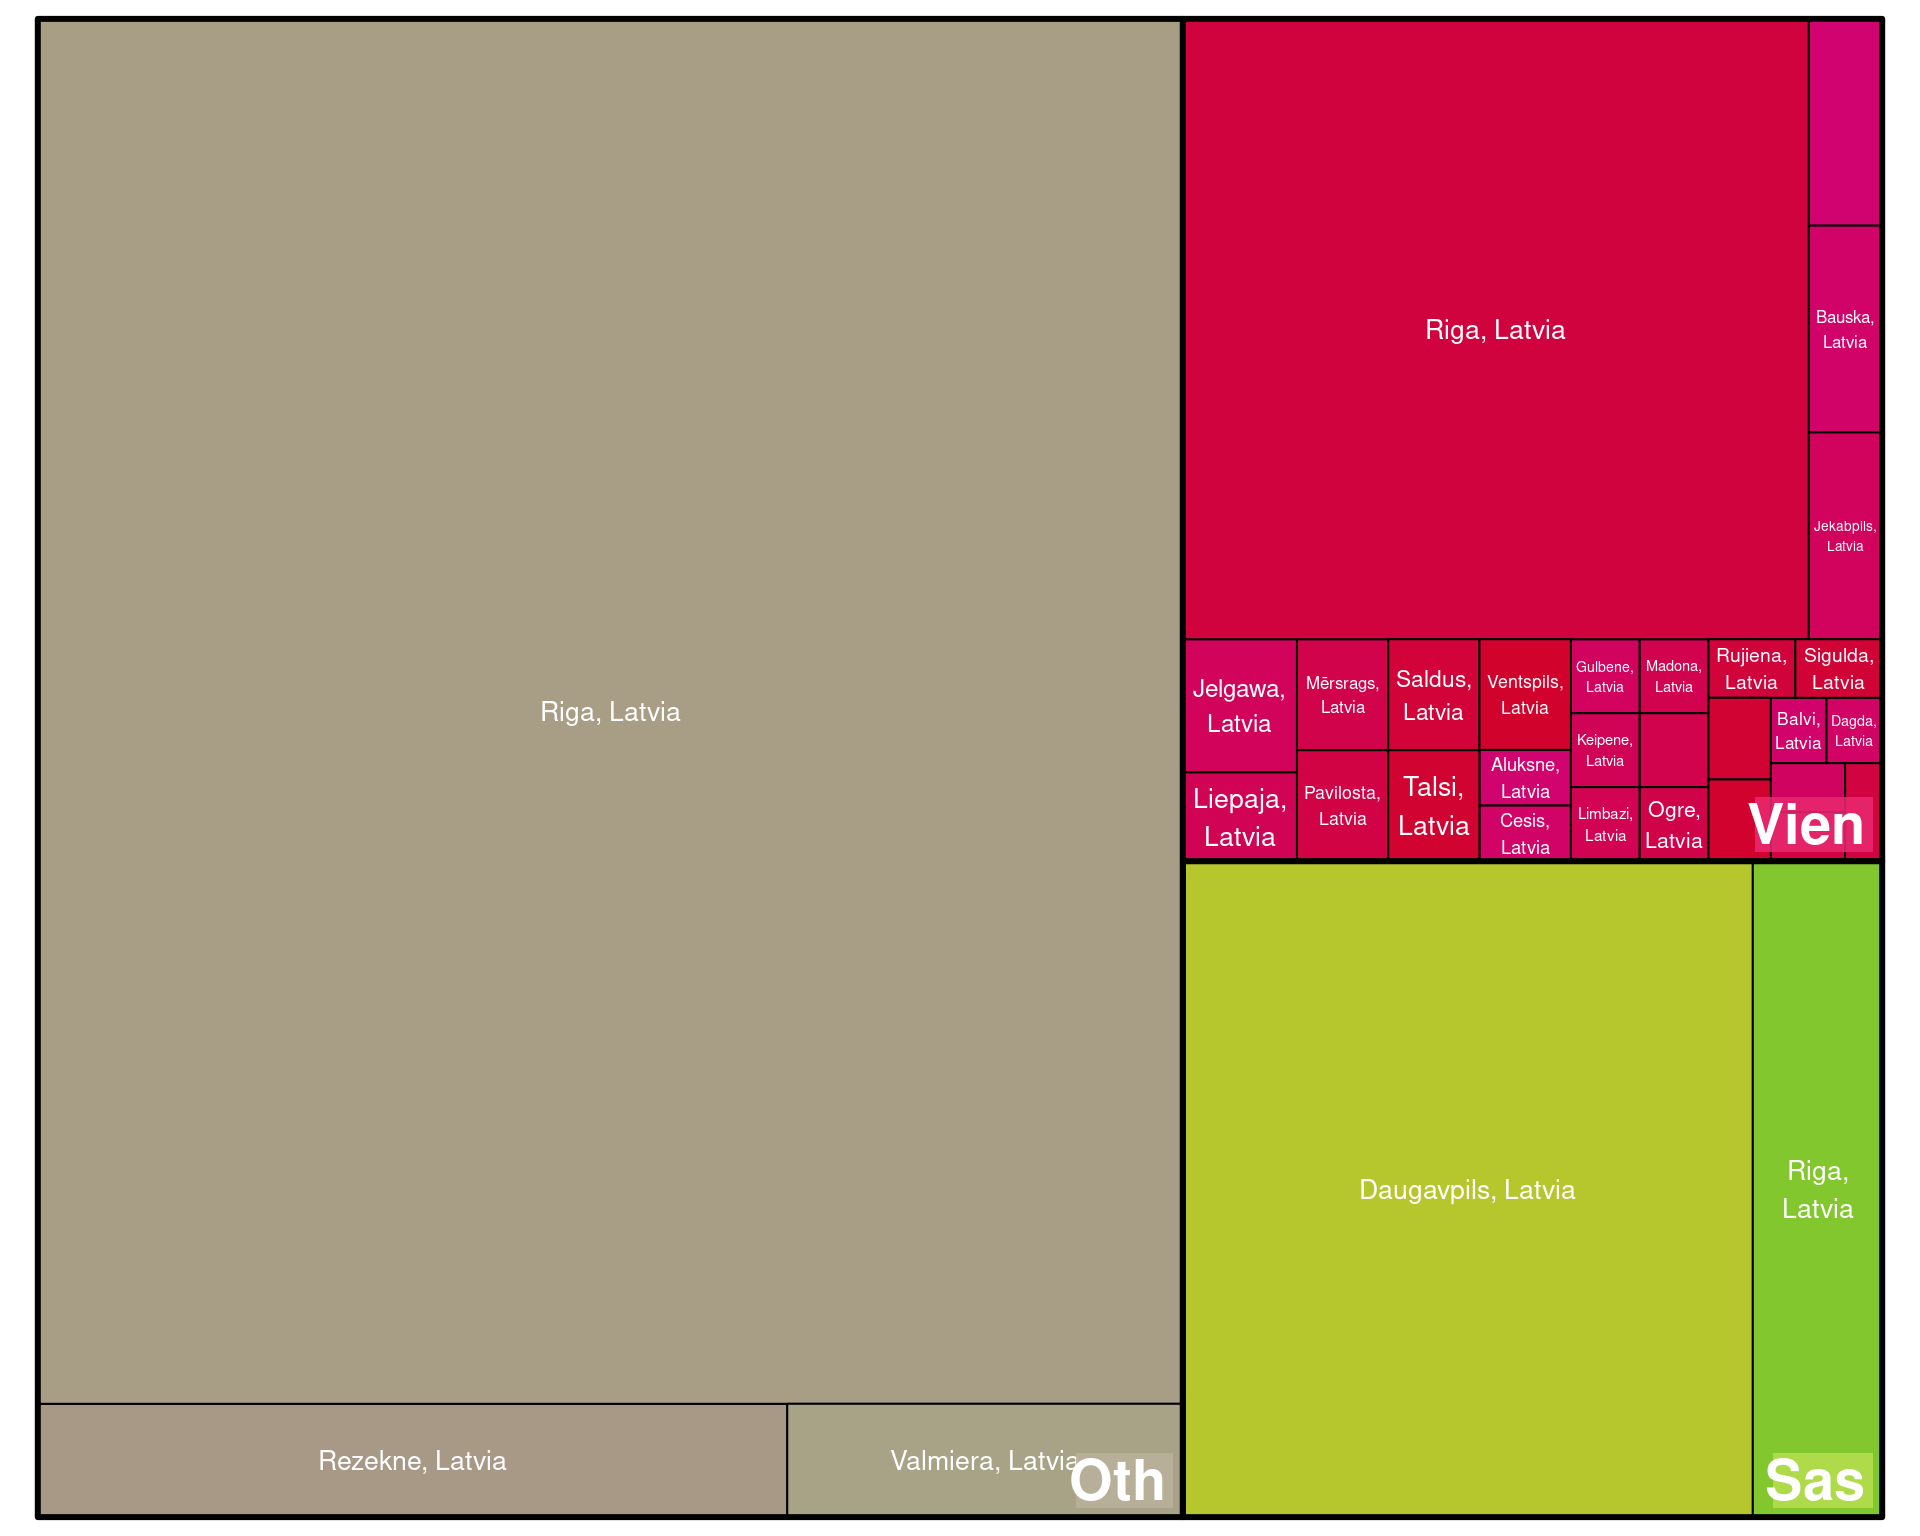 Riga, Latvia
Rezekne, Latvia
Valmiera, Latvia
Oth
Riga, Latvia
Bauska,
Latvia
Jekabpils,
Latvia
Jelgawa,
Latvia
Liepaja,
Latvia
Mērsrags,
Latvia
Pavilosta,
Latvia
Saldus,
Latvia
Talsi,
Latvia
Ventspils,
Latvia
Aluksne,
Latvia
Cesis,
Latvia
Gulbene,
Latvia
Keipene,
Latvia
Limbazi,
Latvia
Madona,
Latvia
Ogre,
Latvia
Rujiena,
Latvia
Sigulda,
Latvia
Balvi,
Latvia
Dagda,
Latvia
Vien
Daugavpils, Latvia
Riga,
Latvia
Sas